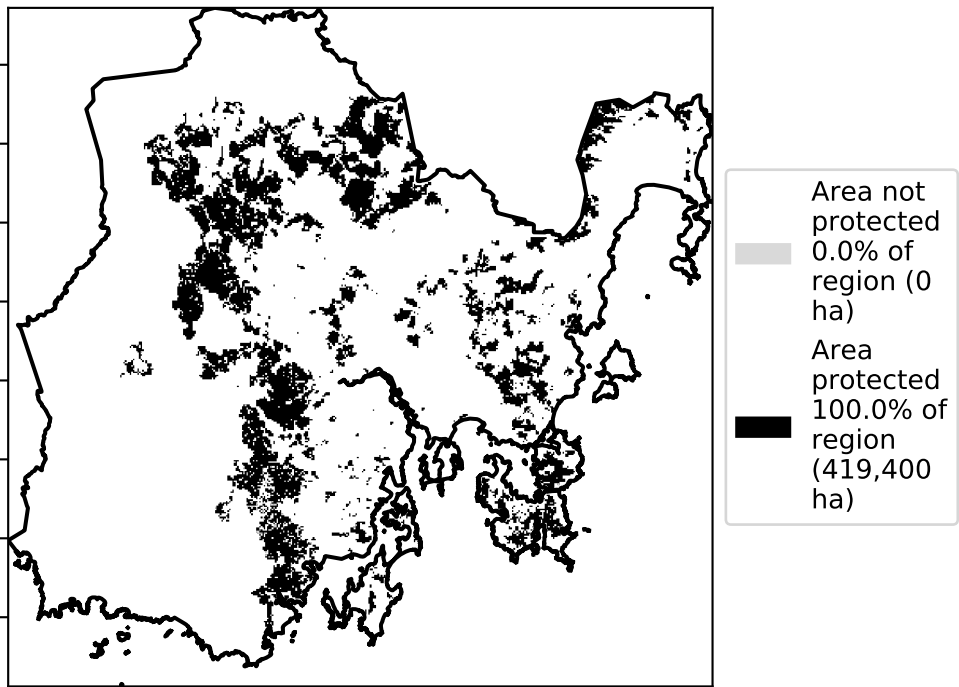 Area not
protected
0.0% of
region (0
ha)
Area
protected
100.0% of
region
(419,400
ha)